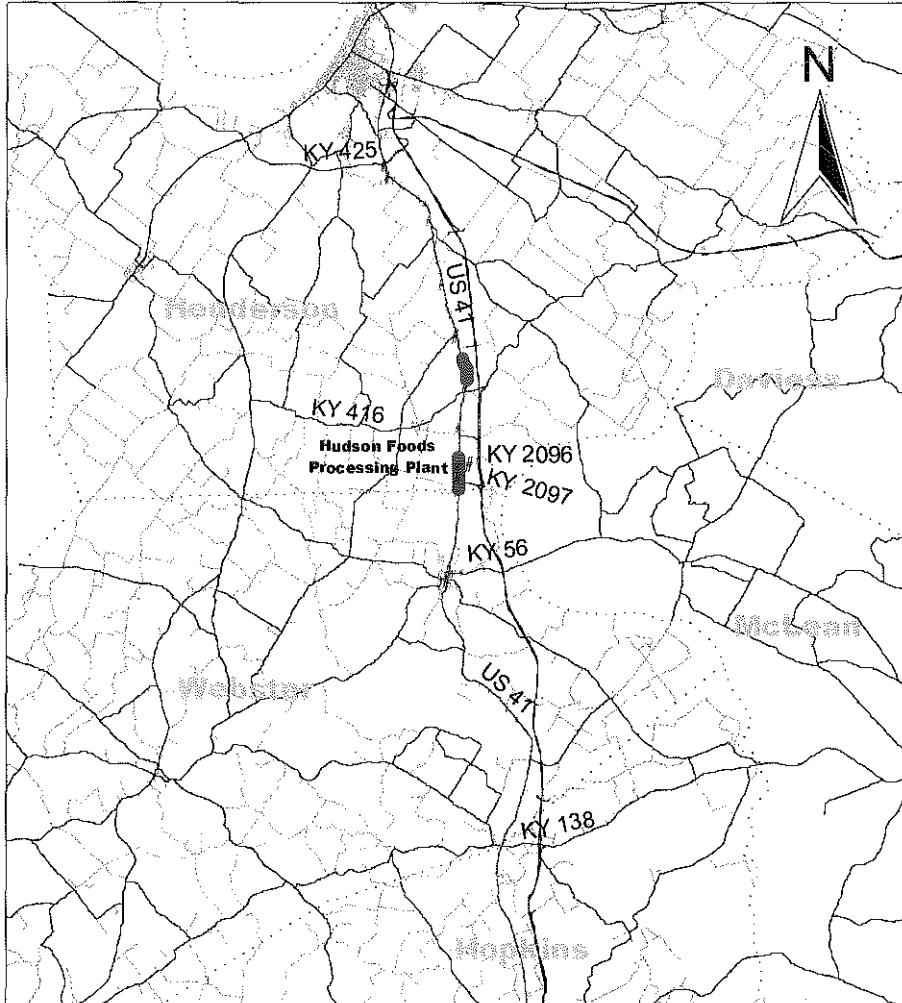 N
KY 425
US 41
Henderson
Daviess
KY 416
Hudson Foods
Processing Plant
KY 2096
KY 2097
KY 56
McLean
Webster
US 41
KY 138
Hopkins